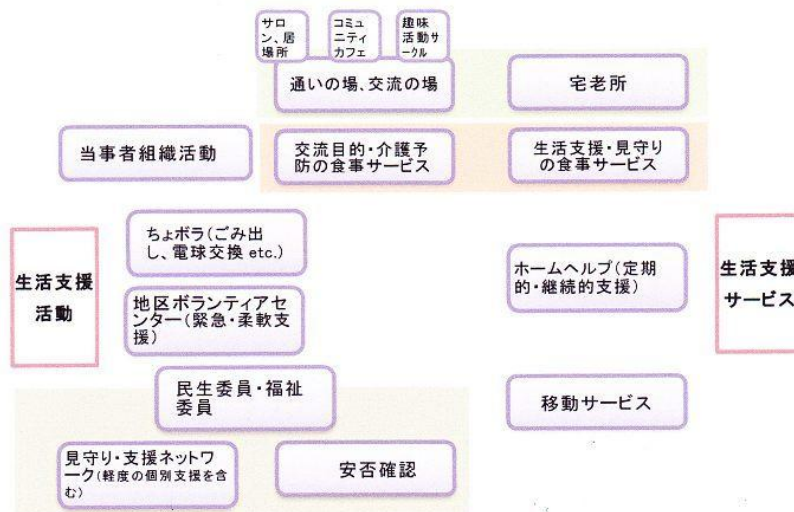 サロ
ン、居
場所
コミュ
ニティ
カフェ
趣味
活動サ
ークル
通いの場、交流の場
宅老所
当事者組織活動
交流目的・介護予
防の食事サービス
生活支援・見守り
の食事サービス
ちょボラ(ごみ出
し、電球交換 etc.)
生活支援
活動
ホームヘルプ(定期
的・継続的支援)
生活支援
サービス
地区ボランティアセ
ンター(緊急・柔軟支
援)
民生委員・福祉
委員
移動サービス
見守り・支援ネットワ
ーク(軽度の個別支援を含
む)
安否確認